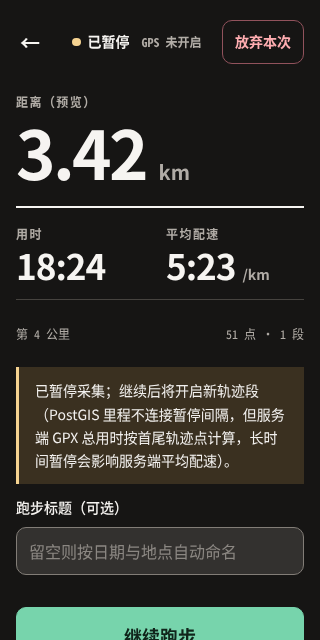 ← 已暂停 GPS 未开启 放弃本次
距离（预览）
3.42 km
用时 平均配速
18:24 5:23 /km
第 4 公里 51 点 · 1 段
已暂停采集；继续后将开启新轨迹段
（PostGIS 里程不连接暂停间隔，但服务
端 GPX 总用时按首尾轨迹点计算，长时
间暂停会影响服务端平均配速）。
跑步标题（可选）
留空则按日期与地点自动命名
继续跑步